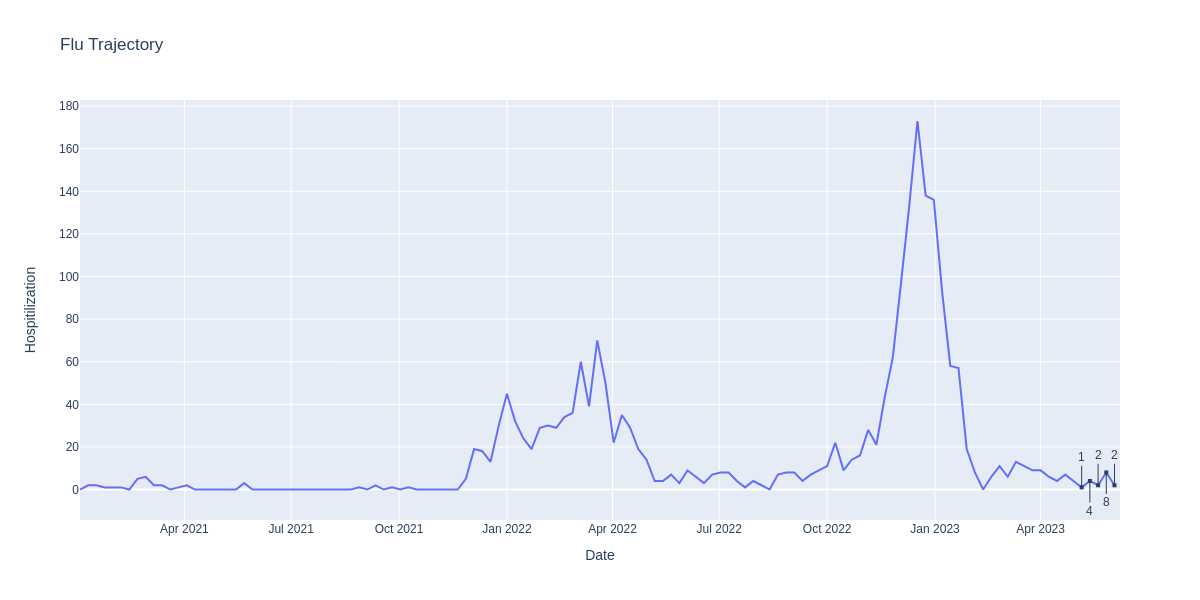 Flu Trajectory
180
160
140
120
100
80
60
40
20
0
Hospitilization
1
2
2
4
8
Apr 2021
Jul 2021
Oct 2021
Jan 2022
Apr 2022
Jul 2022
Oct 2022
Jan 2023
Apr 2023
Date